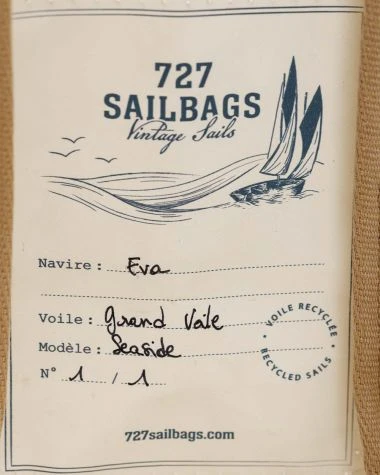 727
SAILBAGS
Vintage Sails
Navire : Eva
Voile : Grand Voile
Modèle : Seaside
N° 1 / 1
VOILE RECYCLÉE
RECYCLED SAILS
727sailbags.com